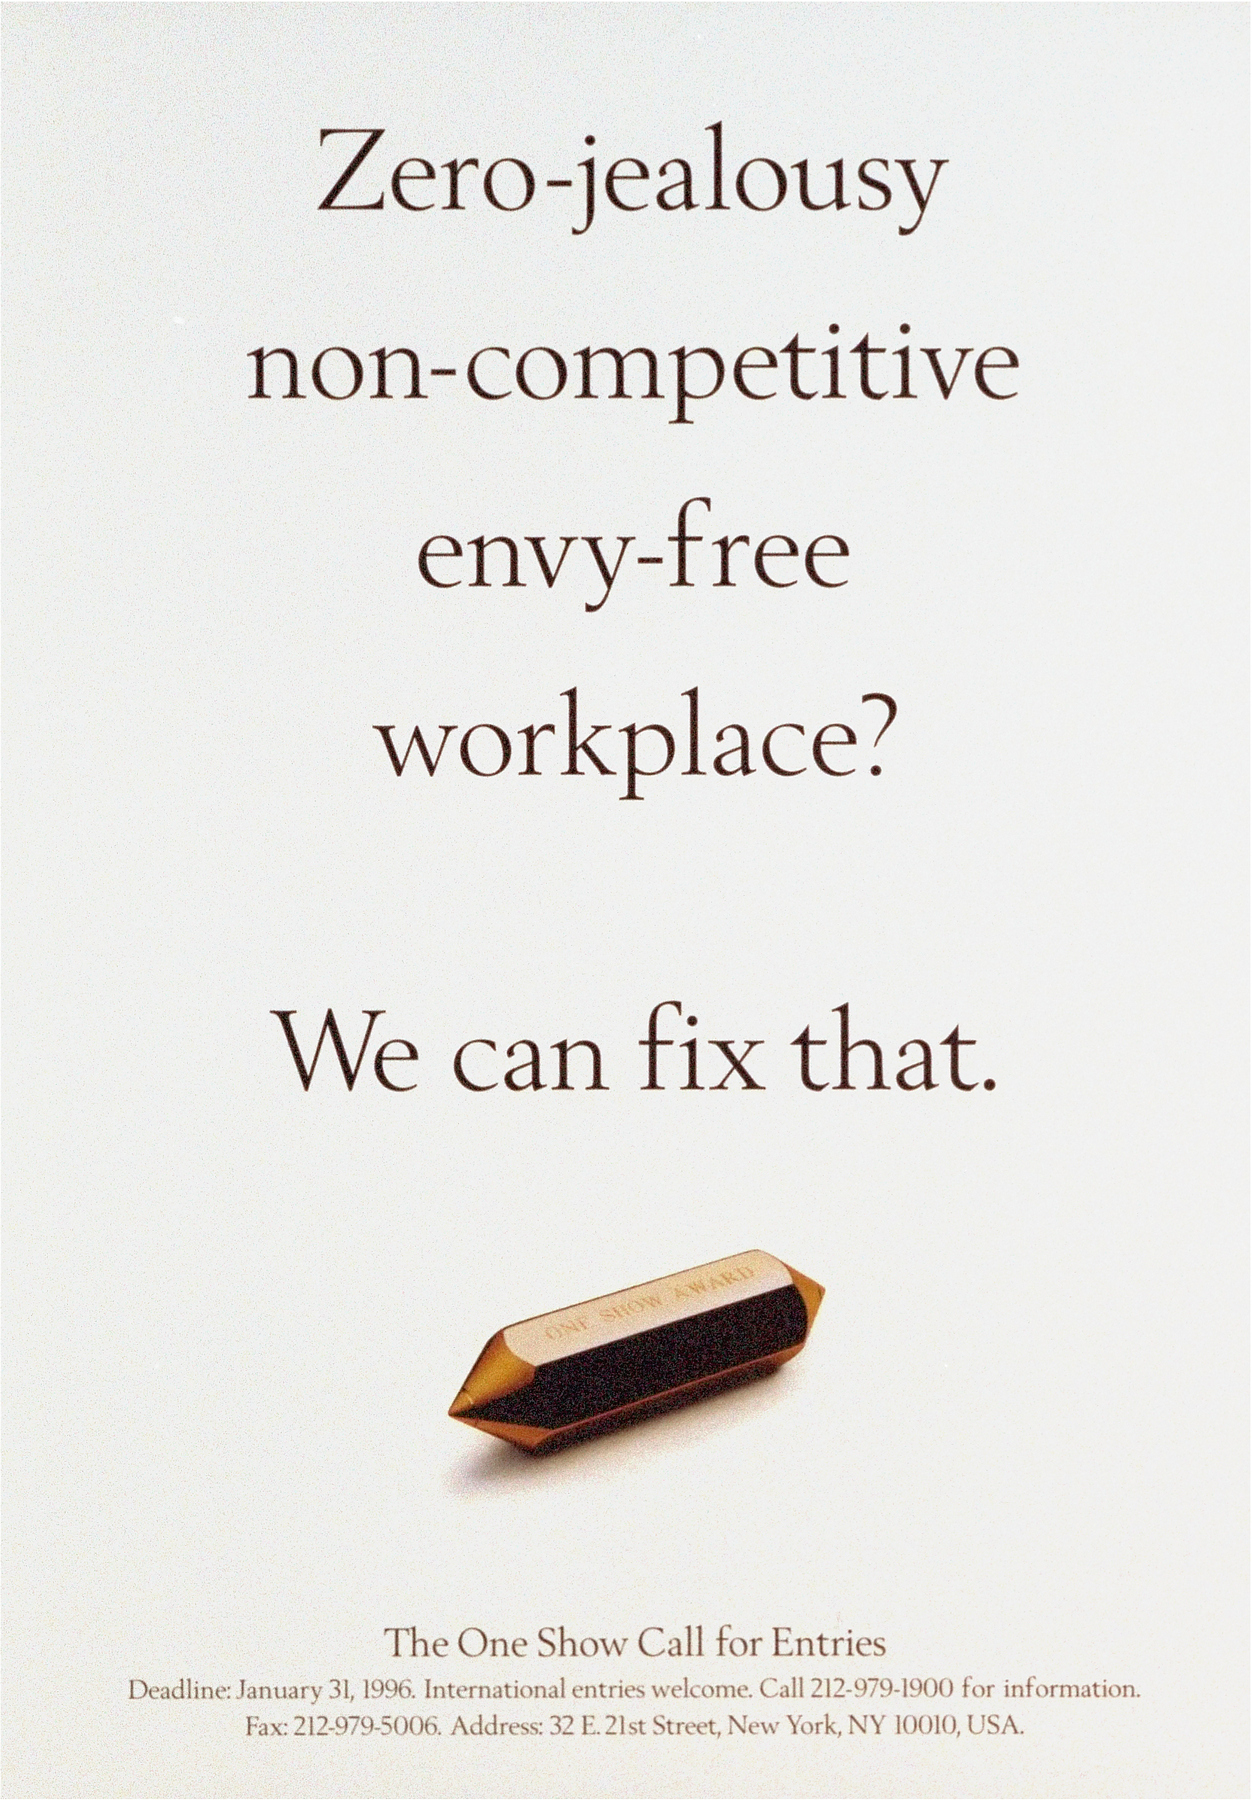 Zero-jealousy
non-competitive
envy-free
workplace?
We can fix that.
ONE SHOW AWARD
The One Show Call for Entries
Deadline: January 31, 1996. International entries welcome. Call 212-979-1900 for information.
Fax: 212-979-5006. Address: 32 E. 21st Street, New York, NY 10010, USA.